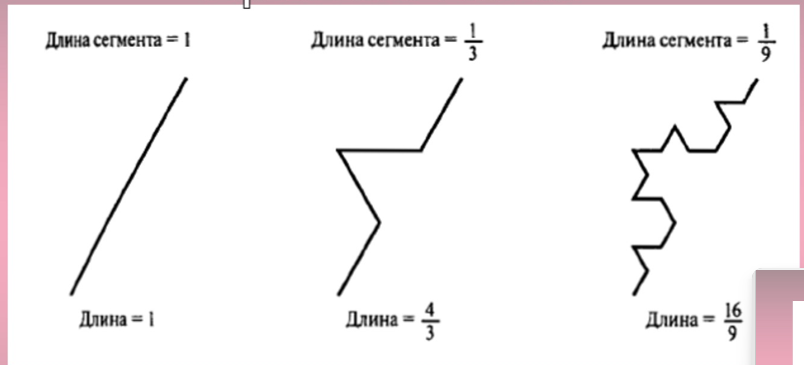 Длина сегмента = 1
Длина сегмента = 1/3
Длина сегмента = 1/9
Длина = 1
Длина = 4/3
Длина = 16/9